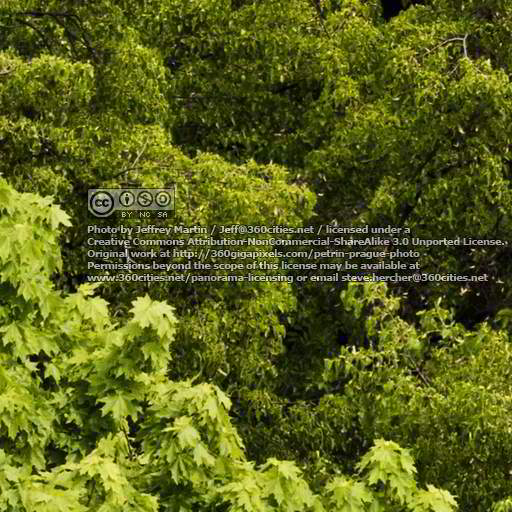 cc BY NC SA
Photo by Jeffrey Martin / Jeff@360cities.net / licensed under a
Creative Commons Attribution-NonCommercial-ShareAlike 3.0 Unported License.
Original work at http://360gigapixels.com/petrin-prague-photo
Permissions beyond the scope of this license may be available at
www.360cities.net/panorama-licensing or email steve.hercher@360cities.net